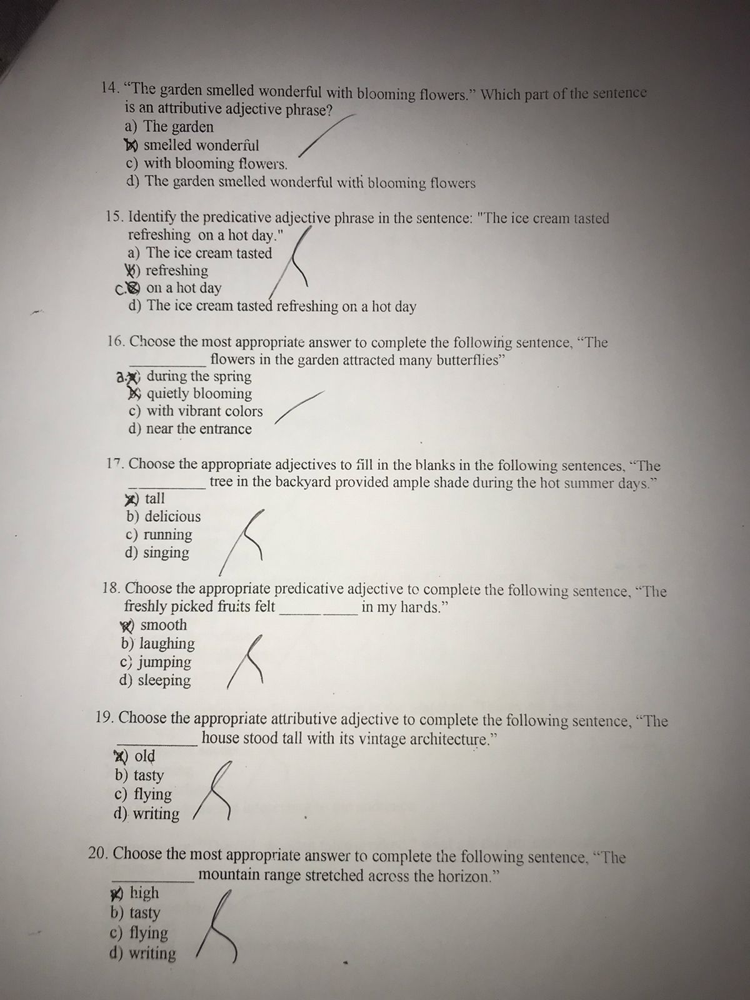 14. “The garden smelled wonderful with blooming flowers.” Which part of the sentence
is an attributive adjective phrase?
a) The garden
b) smelled wonderful
c) with blooming flowers.
d) The garden smelled wonderful with blooming flowers
15. Identify the predicative adjective phrase in the sentence: "The ice cream tasted
refreshing on a hot day."
a) The ice cream tasted
b) refreshing
c. on a hot day
d) The ice cream tasted refreshing on a hot day
16. Choose the most appropriate answer to complete the following sentence, “The
__________ flowers in the garden attracted many butterflies”
a. during the spring
b) quietly blooming
c) with vibrant colors
d) near the entrance
17. Choose the appropriate adjectives to fill in the blanks in the following sentences, “The
__________ tree in the backyard provided ample shade during the hot summer days.”
a) tall
b) delicious
c) running
d) singing
18. Choose the appropriate predicative adjective to complete the following sentence, “The
freshly picked fruits felt __________ in my hands.”
a) smooth
b) laughing
c) jumping
d) sleeping
19. Choose the appropriate attributive adjective to complete the following sentence, “The
__________ house stood tall with its vintage architecture.”
a) old
b) tasty
c) flying
d) writing
20. Choose the most appropriate answer to complete the following sentence, “The
__________ mountain range stretched across the horizon.”
a) high
b) tasty
c) flying
d) writing